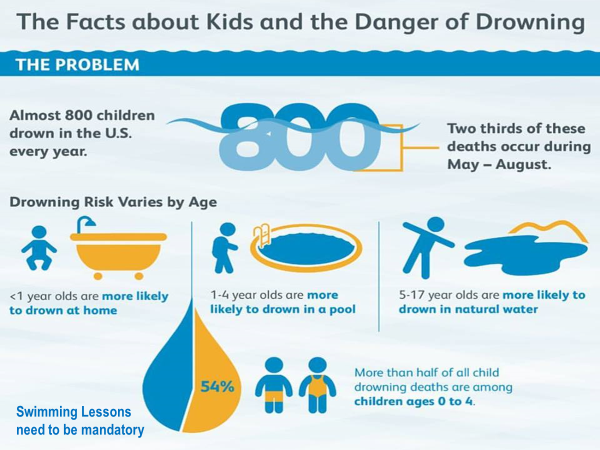 The Facts about Kids and the Danger of Drowning
THE PROBLEM
Almost 800 children
drown in the U.S.
every year.
800
Two thirds of these
deaths occur during
May – August.
Drowning Risk Varies by Age
<1 year olds are more likely
to drown at home
1-4 year olds are more
likely to drown in a pool
5-17 year olds are more likely to
drown in natural water
54%
More than half of all child
drowning deaths are among
children ages 0 to 4.
Swimming Lessons
need to be mandatory